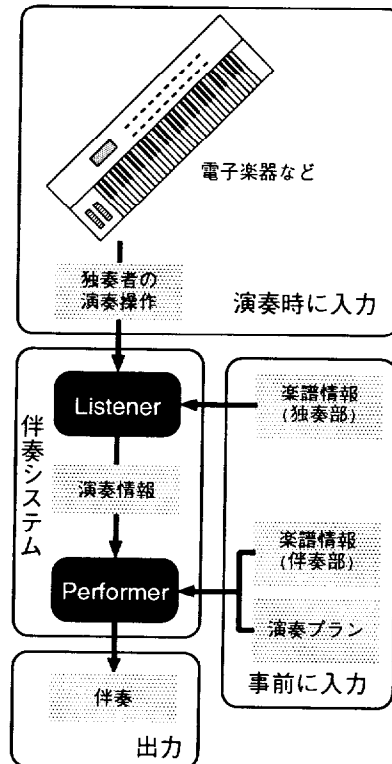 電子楽器など
独奏者の
演奏操作
演奏時に入力
伴奏システム
Listener
楽譜情報
(独奏部)
演奏情報
楽譜情報
(伴奏部)
Performer
演奏プラン
事前に入力
伴奏
出力